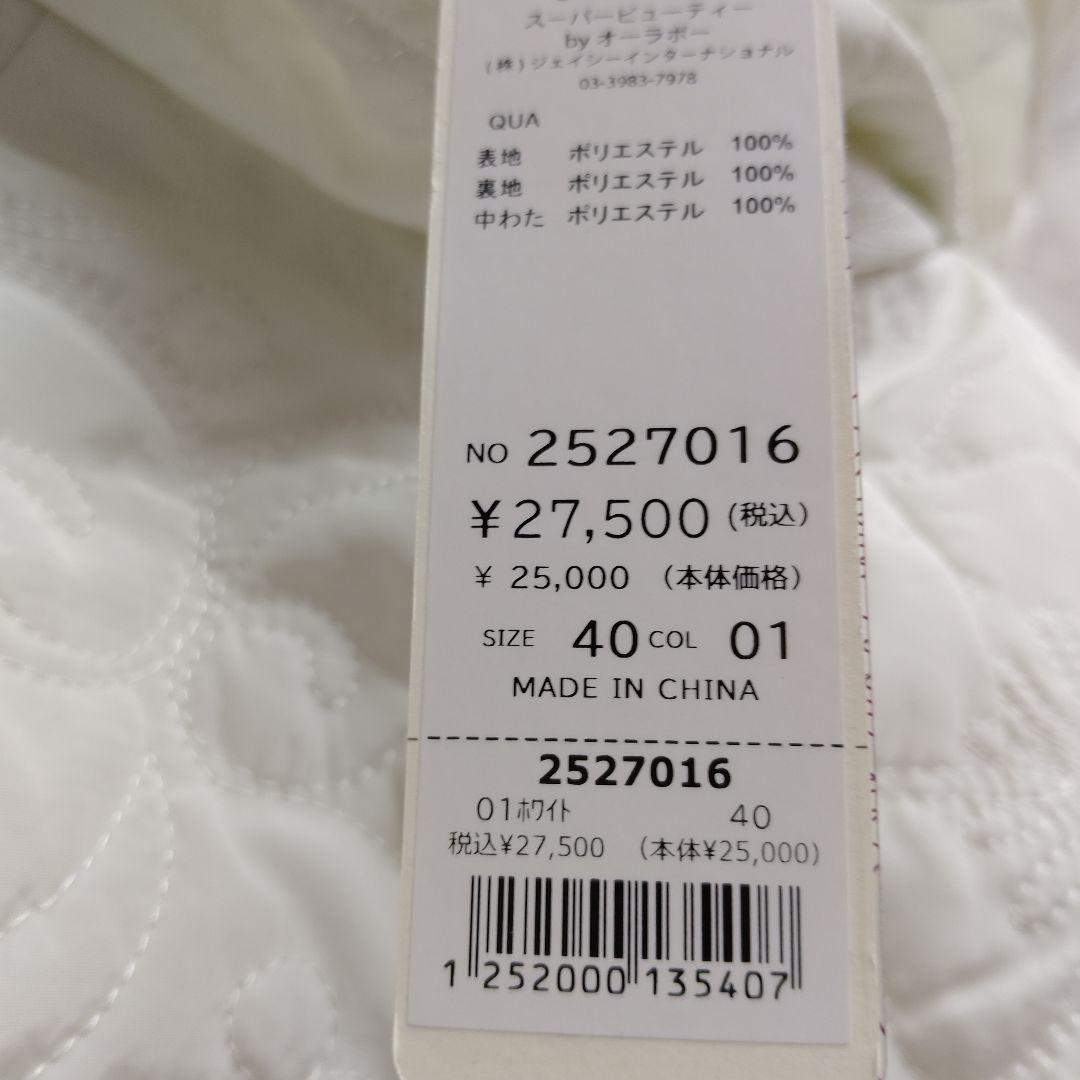 スーパービューティー
by オーラボー
(株)ジェイシーインターナショナル
03-3983-7978
QUA
表地 ポリエステル 100%
裏地 ポリエステル 100%
中わた ポリエステル 100%
NO 2527016
¥27,500 (税込)
¥ 25,000 (本体価格)
SIZE 40 COL 01
MADE IN CHINA
2527016
01ﾎﾜｲﾄ 40
税込¥27,500 (本体¥25,000)
1 252000 135407